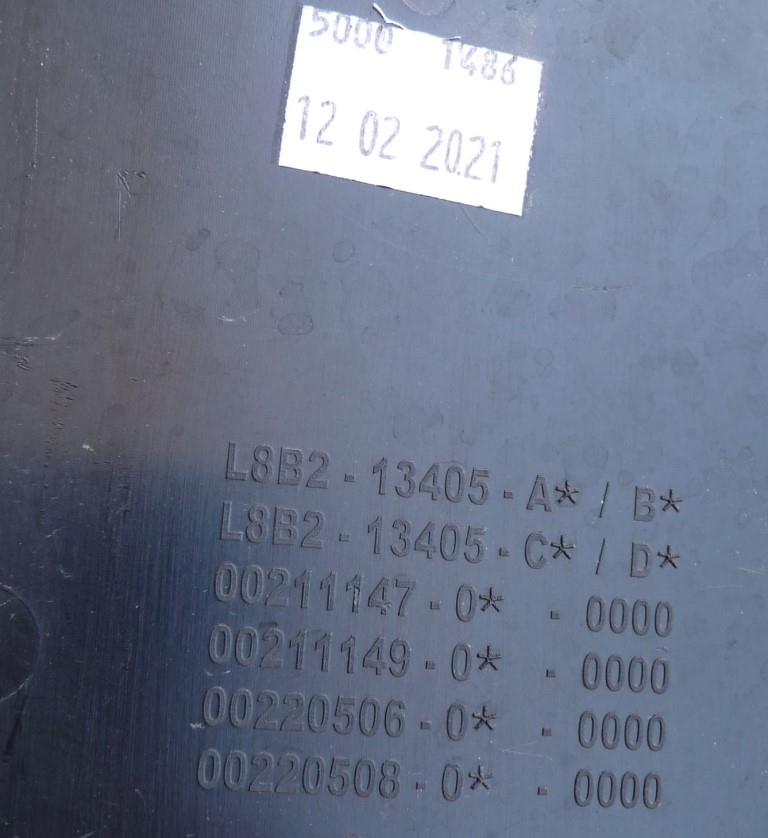 5000 1486
12 02 2021
L8B2 - 13405 - A* / B*
L8B2 - 13405 - C* / D*
00211147 - 0* - 0000
00211149 - 0* - 0000
00220506 - 0* - 0000
00220508 - 0* - 0000